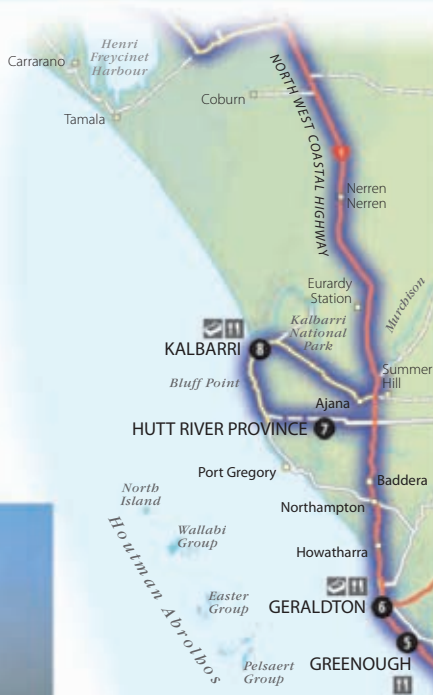 Henri
Freycinet
Harbour
Carrarano
Tamala
Coburn
NORTH WEST COASTAL HIGHWAY
1
Nerren
Nerren
Eurardy
Station
Murchison
Kalbarri
National
Park
KALBARRI
8
Bluff Point
Summer
Hill
Ajana
HUTT RIVER PROVINCE
7
Port Gregory
Baddera
North
Island
Northampton
Wallabi
Group
Howatharra
Houtman Abrolhos
Easter
Group
GERALDTON
6
5
GREENOUGH
Pelsaert
Group